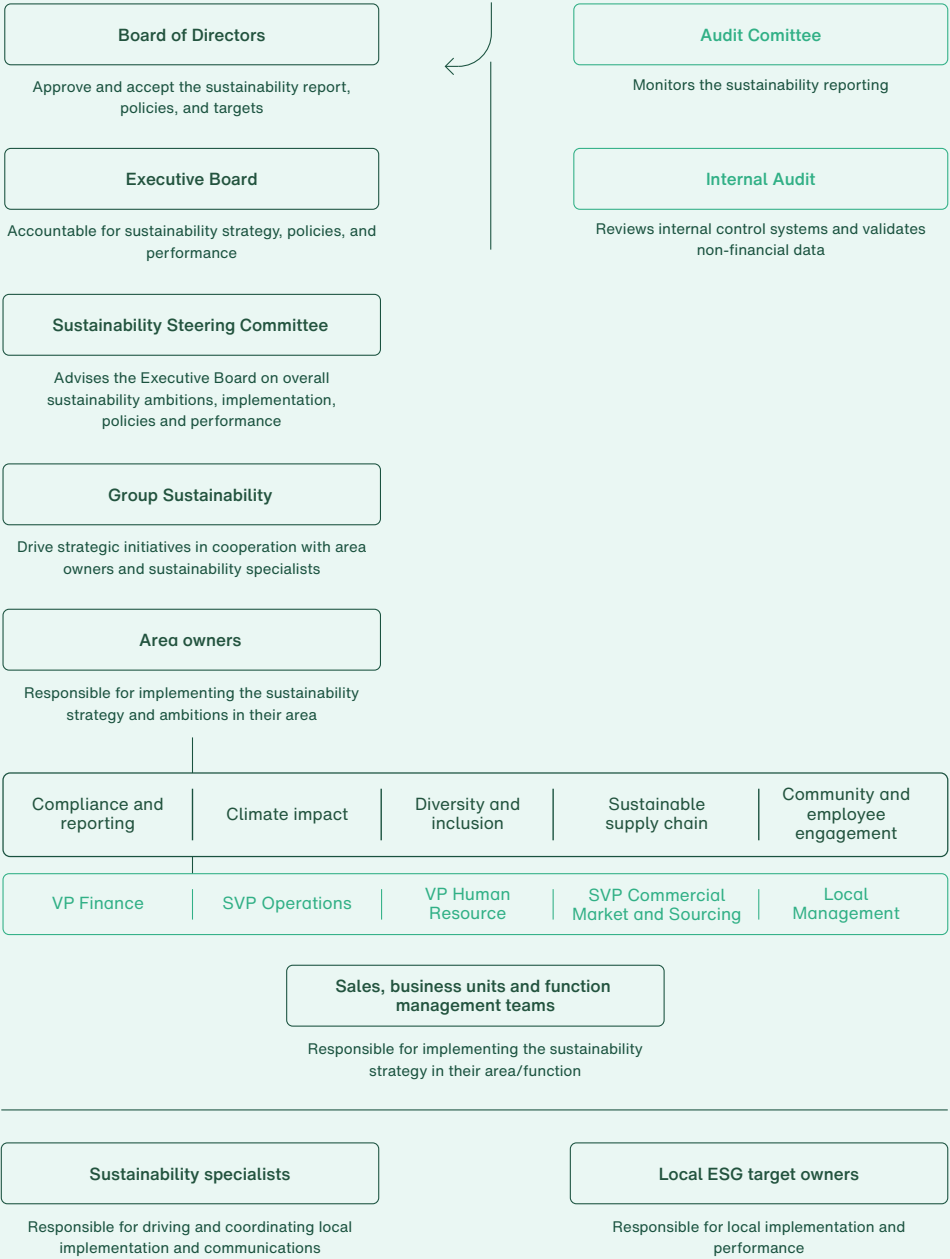 Board of Directors
Approve and accept the sustainability report,
policies, and targets
Audit Comittee
Monitors the sustainability reporting
Executive Board
Accountable for sustainability strategy, policies, and
performance
Internal Audit
Reviews internal control systems and validates
non-financial data
Sustainability Steering Committee
Advises the Executive Board on overall
sustainability ambitions, implementation,
policies and performance
Group Sustainability
Drive strategic initiatives in cooperation with area
owners and sustainability specialists
Area owners
Responsible for implementing the sustainability
strategy and ambitions in their area
Compliance and
reporting
Climate impact
Diversity and
inclusion
Sustainable
supply chain
Community and
employee
engagement
VP Finance
SVP Operations
VP Human
Resource
SVP Commercial
Market and Sourcing
Local
Management
Sales, business units and function
management teams
Responsible for implementing the sustainability
strategy in their area/function
Sustainability specialists
Responsible for driving and coordinating local
implementation and communications
Local ESG target owners
Responsible for local implementation and
performance